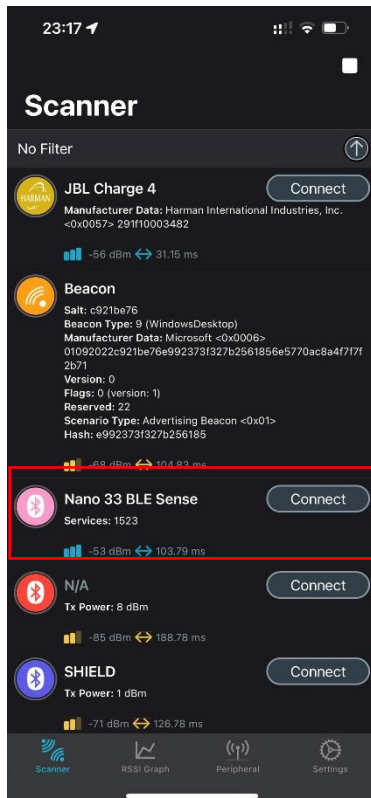 23:17
Scanner
No Filter
HARMAN
JBL Charge 4
Connect
Manufacturer Data: Harman International Industries, Inc.
<0x0057> 291f10003482
-56 dBm 31.15 ms
Beacon
Salt: c921be76
Beacon Type: 9 (WindowsDesktop)
Manufacturer Data: Microsoft <0x0006>
01092022c921be76e992373f327b2561856e5770ac8a4f7f7f
2b71
Version: 0
Flags: 0 (version: 1)
Reserved: 22
Scenario Type: Advertising Beacon <0x01>
Hash: e992373f327b256185
-68 dBm 104.83 ms
Nano 33 BLE Sense
Connect
Services: 1523
-53 dBm 103.79 ms
N/A
Connect
Tx Power: 8 dBm
-85 dBm 188.78 ms
SHIELD
Connect
Tx Power: 1 dBm
-71 dBm 126.78 ms
Scanner RSSI Graph Peripheral Settings